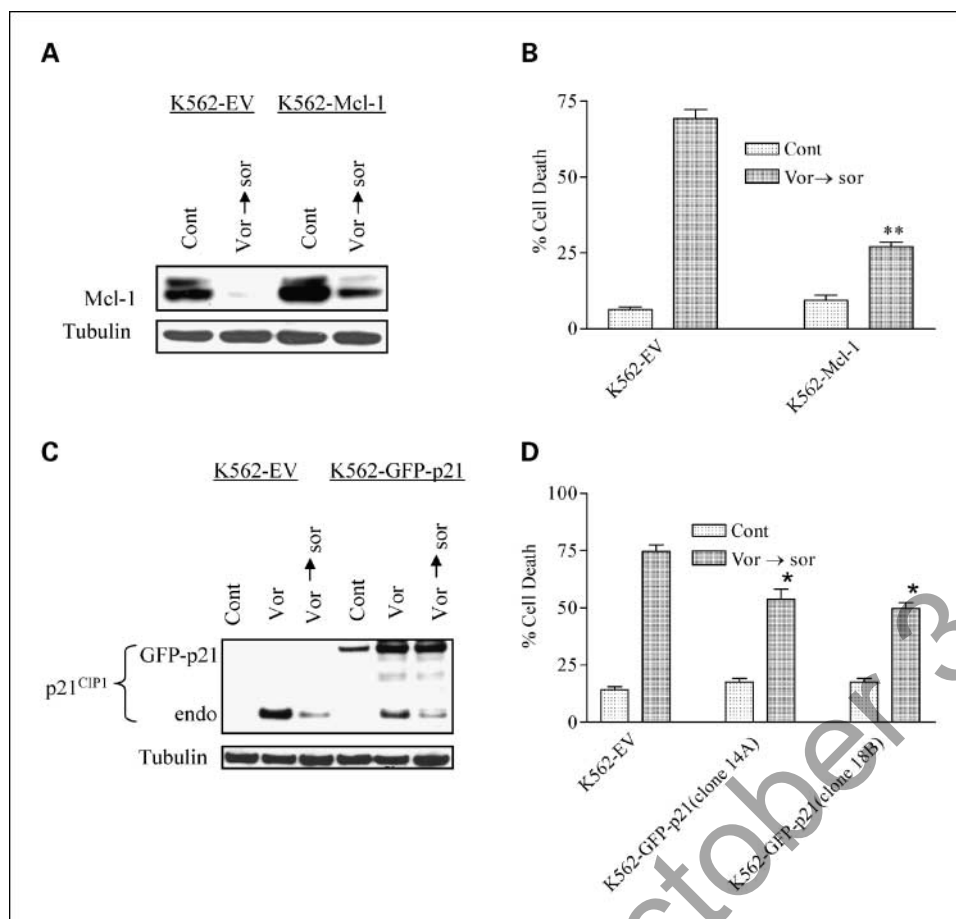 A
K562-EV K562-Mcl-1
Cont
Vor → sor
Cont
Vor → sor
Mcl-1
Tubulin
B
75
50
25
0
% Cell Death
Cont
Vor→ sor
**
K562-EV
K562-Mcl-1
C
K562-EV K562-GFP-p21
Cont
Vor
Vor → sor
Cont
Vor
Vor → sor
GFP-p21
p21CIP1
endo
Tubulin
D
100
75
50
25
0
% Cell Death
Cont
Vor → sor
*
*
K562-EV
K562-GFP-p21(clone 14A)
K562-GFP-p21(clone 18B)
ctober 3